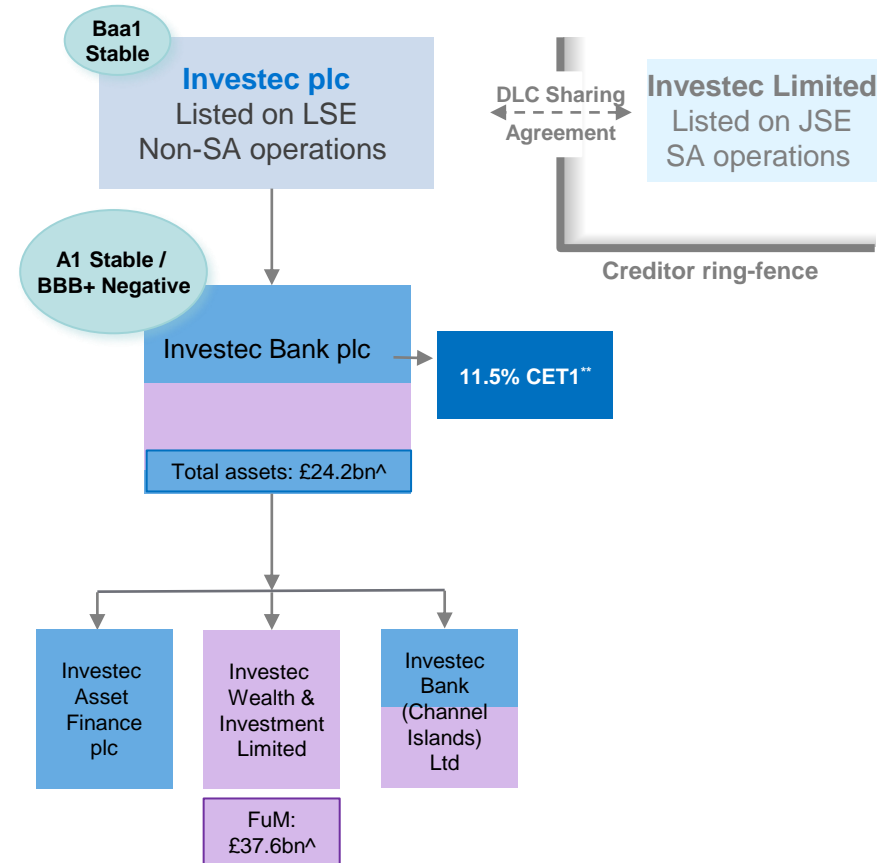 Baa1
Stable
Investec plc
Listed on LSE
Non-SA operations
DLC Sharing
Agreement
Investec Limited
Listed on JSE
SA operations
Creditor ring-fence
A1 Stable /
BBB+ Negative
Investec Bank plc
11.5% CET1**
Total assets: £24.2bn^
Investec
Asset
Finance
plc
Investec
Wealth &
Investment
Limited
Investec
Bank
(Channel
Islands)
Ltd
FuM:
£37.6bn^